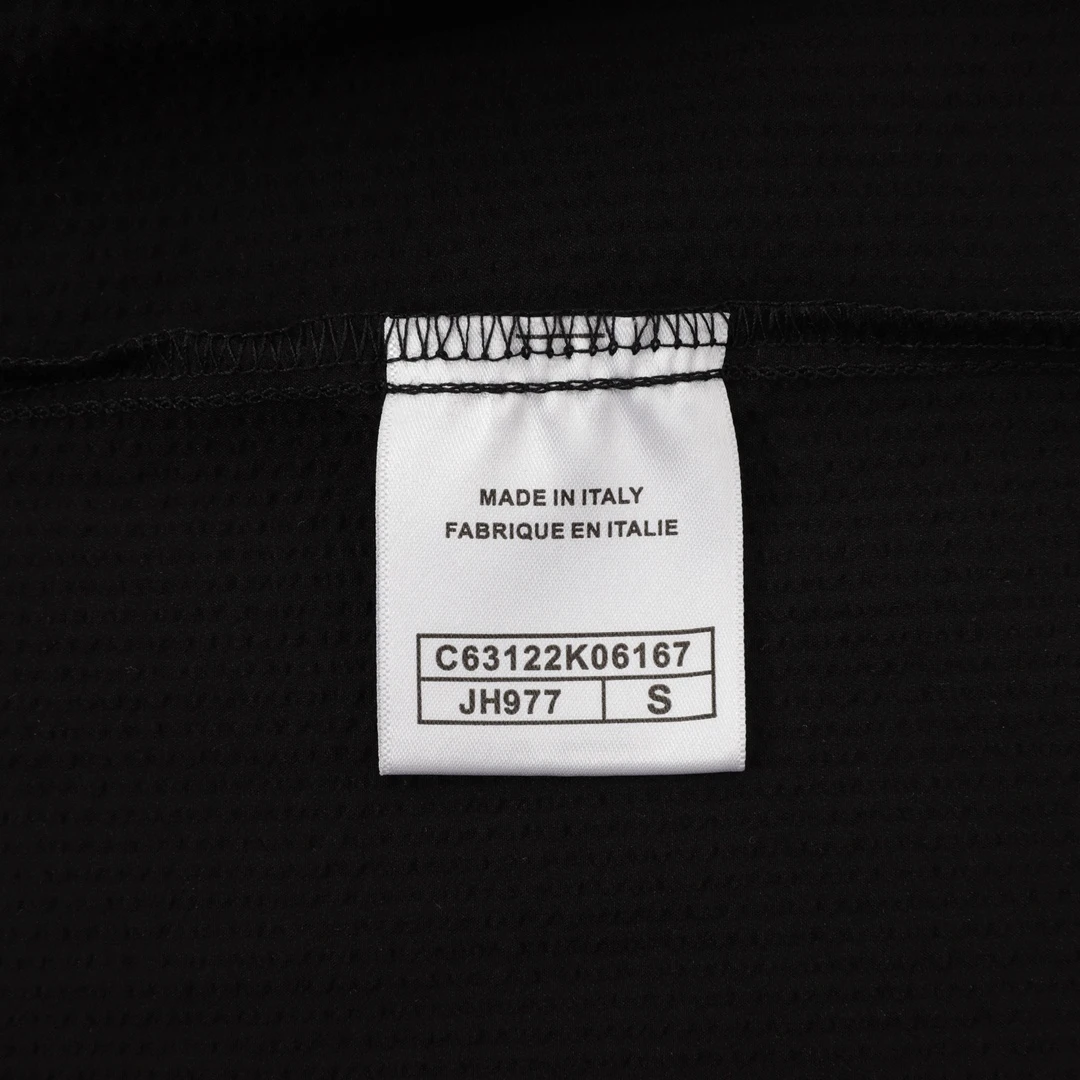 MADE IN ITALY
FABRIQUE EN ITALIE
C63122K06167
JH977 S